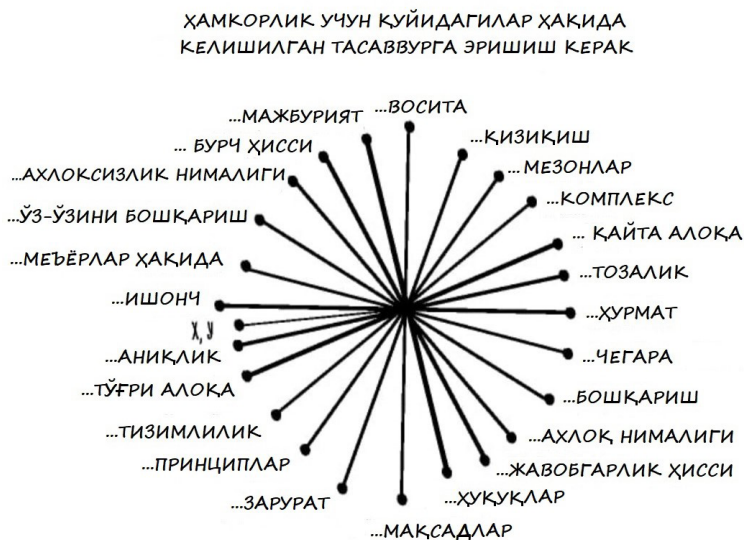 ҲАМКОРЛИК УЧУН ҚУЙИДАГИЛАР ҲАҚИДА
КЕЛИШИЛГАН ТАСАВВУРГА ЭРИШИШ КЕРАК
...ВОСИТА
...ҚИЗИҚИШ
...МЕЗОНЛАР
...КОМПЛЕКС
... ҚАЙТА АЛОҚА
...ТОЗАЛИК
...ҲУРМАТ
...ЧЕГАРА
...БОШҚАРИШ
...АХЛОҚ НИМАЛИГИ
...ЖАВОБГАРЛИК ҲИССИ
...ҲУҚУҚЛАР
...МАҚСАДЛАР
...ЗАРУРАТ
...ПРИНЦИПЛАР
...ТИЗИМЛИЛИК
...ТЎҒРИ АЛОҚА
...АНИҚЛИК
Х, У
...ИШОНЧ
...МЕЪЁРЛАР ҲАҚИДА
...ЎЗ-ЎЗИНИ БОШҚАРИШ
...АХЛОКСИЗЛИК НИМАЛИГИ
... БУРЧ ҲИССИ
...МАЖБУРИЯТ